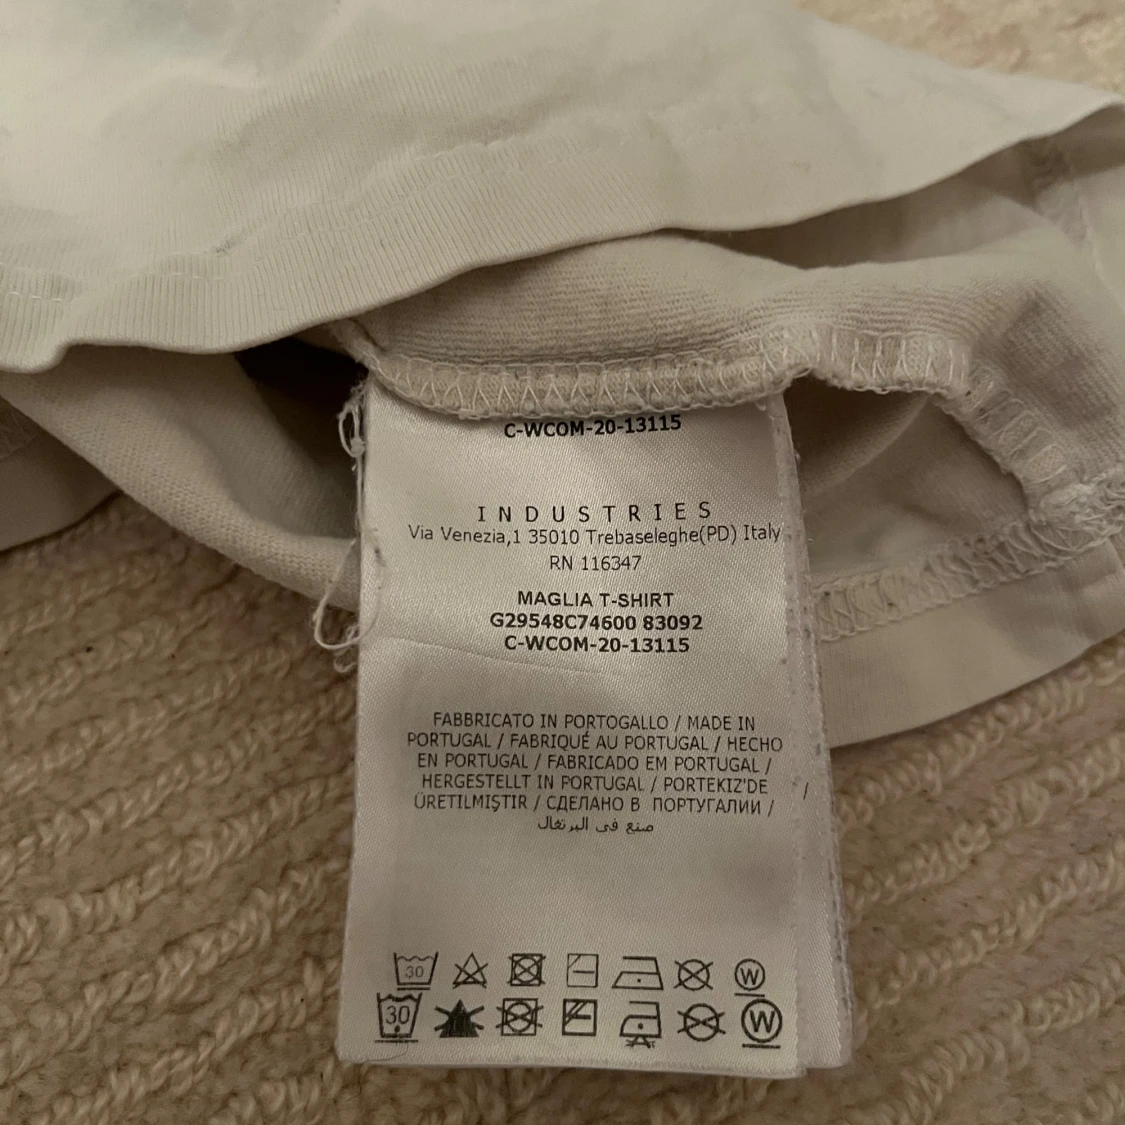 C-WCOM-20-13115
INDUSTRIES
Via Venezia,1 35010 Trebaseleghe(PD) Italy
RN 116347
MAGLIA T-SHIRT
G29548C74600 83092
C-WCOM-20-13115
FABBRICATO IN PORTOGALLO / MADE IN
PORTUGAL / FABRIQUÉ AU PORTUGAL / HECHO
EN PORTUGAL / FABRICADO EM PORTUGAL /
HERGESTELLT IN PORTUGAL / PORTEKIZ'DE
ÜRETILMIŞTIR / СДЕЛАНО В ПОРТУГАЛИИ /
صنع في البرتغال
30 W
30 W